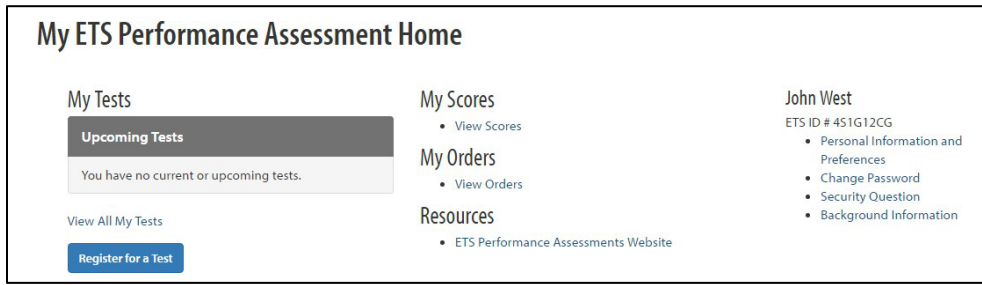 My ETS Performance Assessment Home
My Tests
Upcoming Tests
You have no current or upcoming tests.
View All My Tests
Register for a Test
My Scores
View Scores
My Orders
View Orders
Resources
ETS Performance Assessments Website
John West
ETS ID # 4S1G12CG
Personal Information and
Preferences
Change Password
Security Question
Background Information